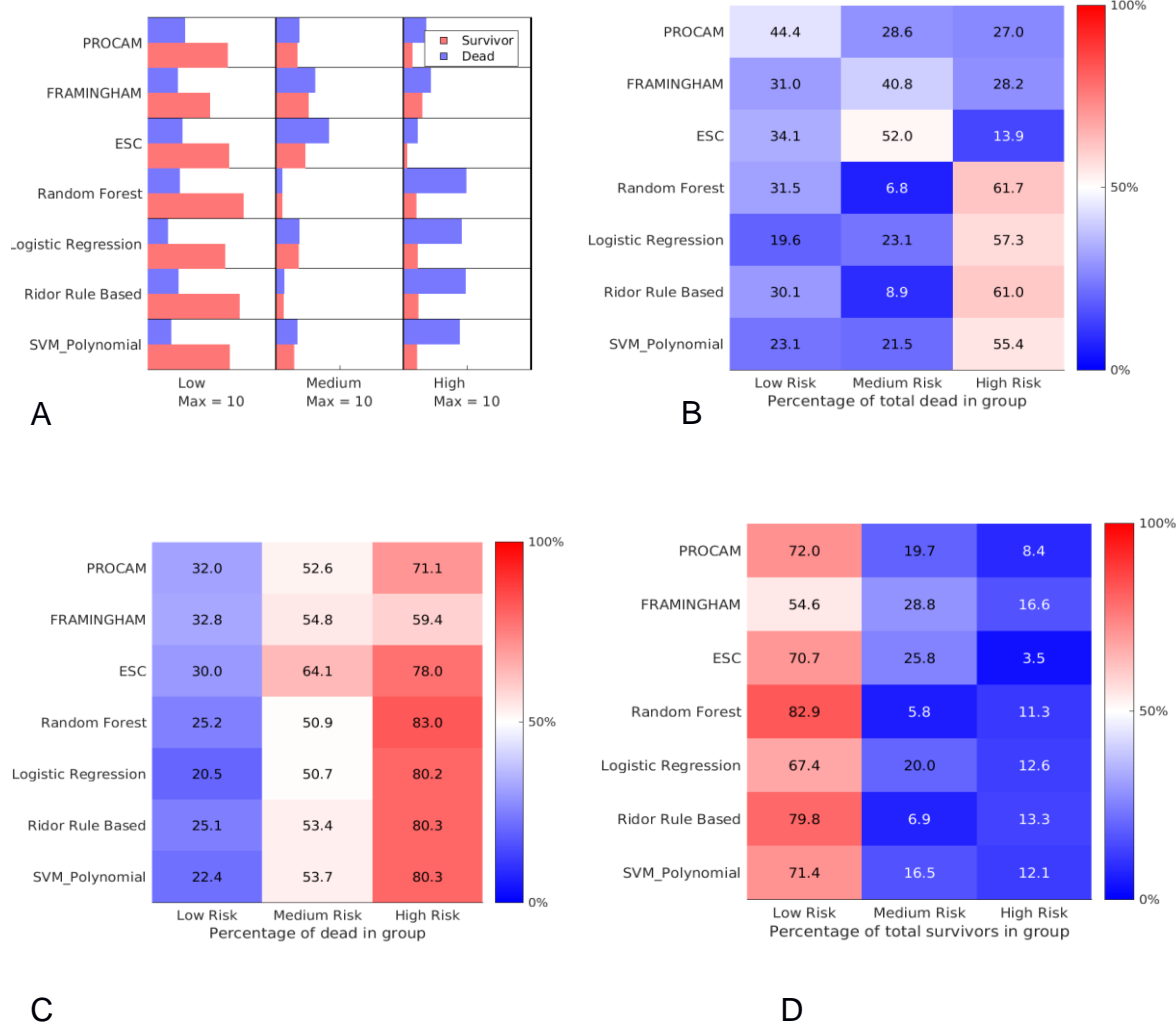 PROCAM
FRAMINGHAM
ESC
Random Forest
Logistic Regression
Ridor Rule Based
SVM_Polynomial
Survivor
Dead
Low Medium High
Max = 10 Max = 10 Max = 10
A
PROCAM 44.4 28.6 27.0
FRAMINGHAM 31.0 40.8 28.2
ESC 34.1 52.0 13.9
Random Forest 31.5 6.8 61.7
Logistic Regression 19.6 23.1 57.3
Ridor Rule Based 30.1 8.9 61.0
SVM_Polynomial 23.1 21.5 55.4
Low Risk Medium Risk High Risk
Percentage of total dead in group
100%
50%
0%
B
PROCAM 32.0 52.6 71.1
FRAMINGHAM 32.8 54.8 59.4
ESC 30.0 64.1 78.0
Random Forest 25.2 50.9 83.0
Logistic Regression 20.5 50.7 80.2
Ridor Rule Based 25.1 53.4 80.3
SVM_Polynomial 22.4 53.7 80.3
Low Risk Medium Risk High Risk
Percentage of dead in group
100%
50%
0%
C
PROCAM 72.0 19.7 8.4
FRAMINGHAM 54.6 28.8 16.6
ESC 70.7 25.8 3.5
Random Forest 82.9 5.8 11.3
Logistic Regression 67.4 20.0 12.6
Ridor Rule Based 79.8 6.9 13.3
SVM_Polynomial 71.4 16.5 12.1
Low Risk Medium Risk High Risk
Percentage of total survivors in group
100%
50%
0%
D